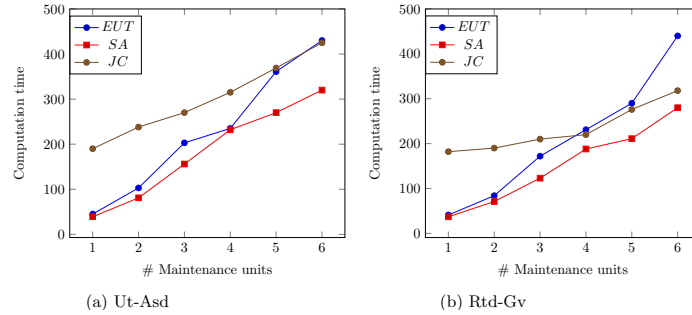 500
400
300
200
100
0
1 2 3 4 5 6
Computation time
# Maintenance units
EUT
SA
JC
(a) Ut-Asd
500
400
300
200
100
0
1 2 3 4 5 6
Computation time
# Maintenance units
EUT
SA
JC
(b) Rtd-Gv